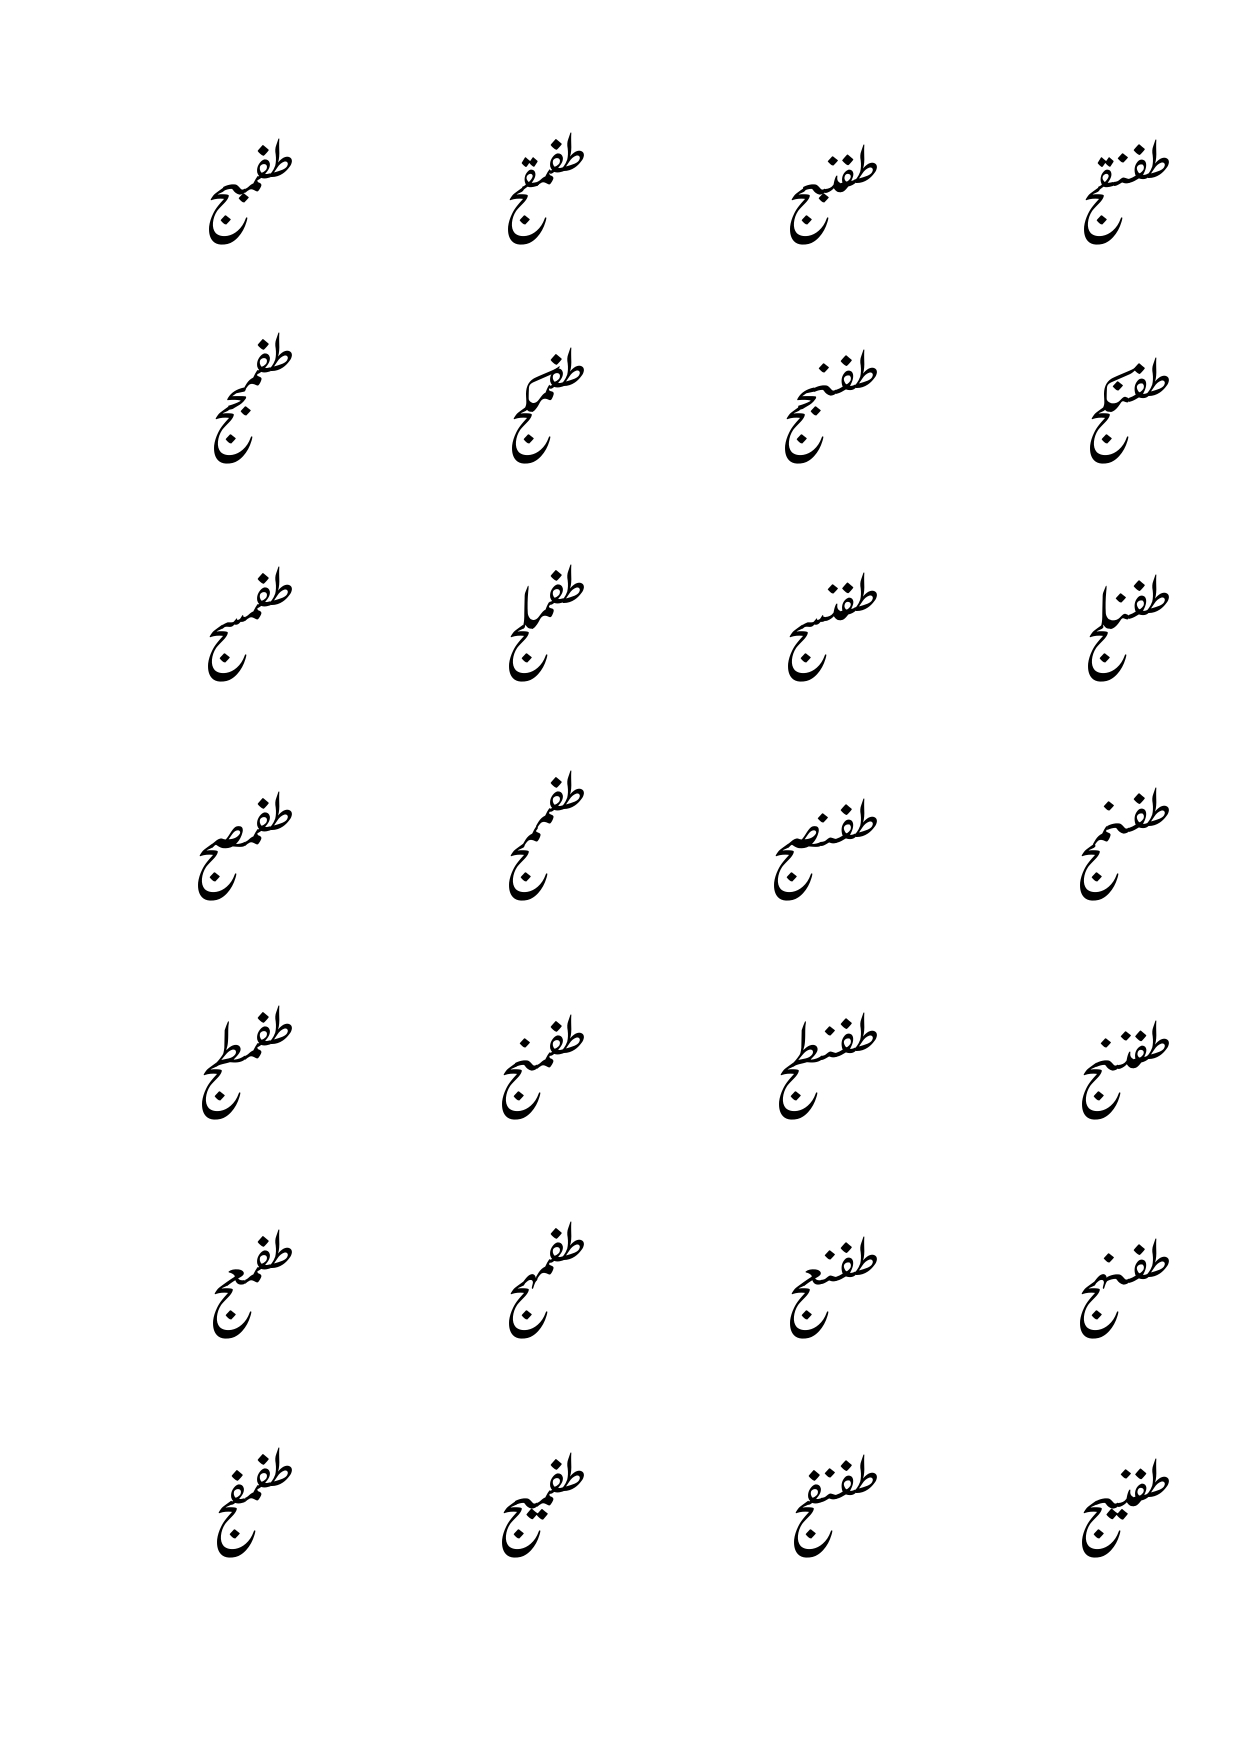 طفنقج طفنبج طفمقج طفمبج
طفنكج طفنجج طفمكج طفمجج
طفنلج طفنسج طفملج طفمسج
طفنمج طفنصج طفممج طفمصج
طفننج طفنطج طفمنج طفمطج
طفنهج طفنعج طفمهج طفمعج
طفنيج طفنفج طفميج طفمفج